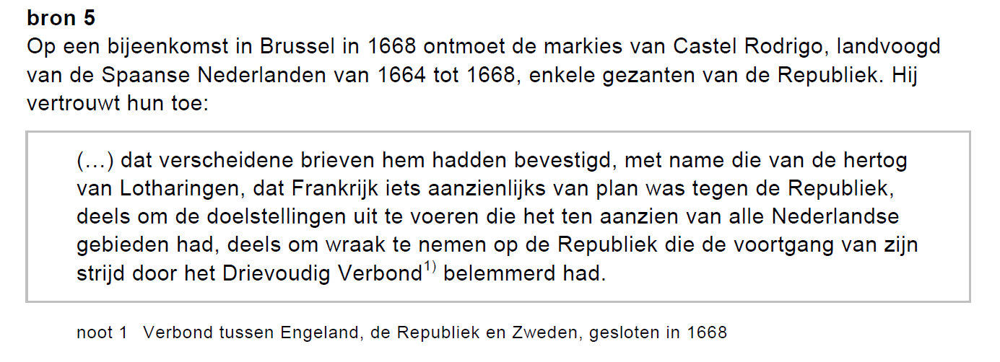 bron 5
Op een bijeenkomst in Brussel in 1668 ontmoet de markies van Castel Rodrigo, landvoogd
van de Spaanse Nederlanden van 1664 tot 1668, enkele gezanten van de Republiek. Hij
vertrouwt hun toe:
(…) dat verscheidene brieven hem hadden bevestigd, met name die van de hertog
van Lotharingen, dat Frankrijk iets aanzienlijks van plan was tegen de Republiek,
deels om de doelstellingen uit te voeren die het ten aanzien van alle Nederlandse
gebieden had, deels om wraak te nemen op de Republiek die de voortgang van zijn
strijd door het Drievoudig Verbond1) belemmerd had.
noot 1 Verbond tussen Engeland, de Republiek en Zweden, gesloten in 1668